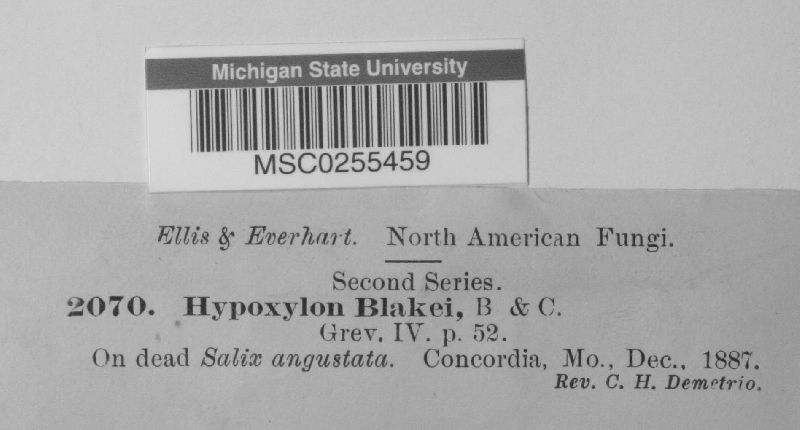 Michigan State University
MSC0255459
Ellis & Everhart. North American Fungi.
Second Series.
2070. Hypoxylon Blakei, B & C.
Grev. IV. p. 52.
On dead Salix angustata. Concordia, Mo., Dec., 1887.
Rev. C. H. Demetrio.